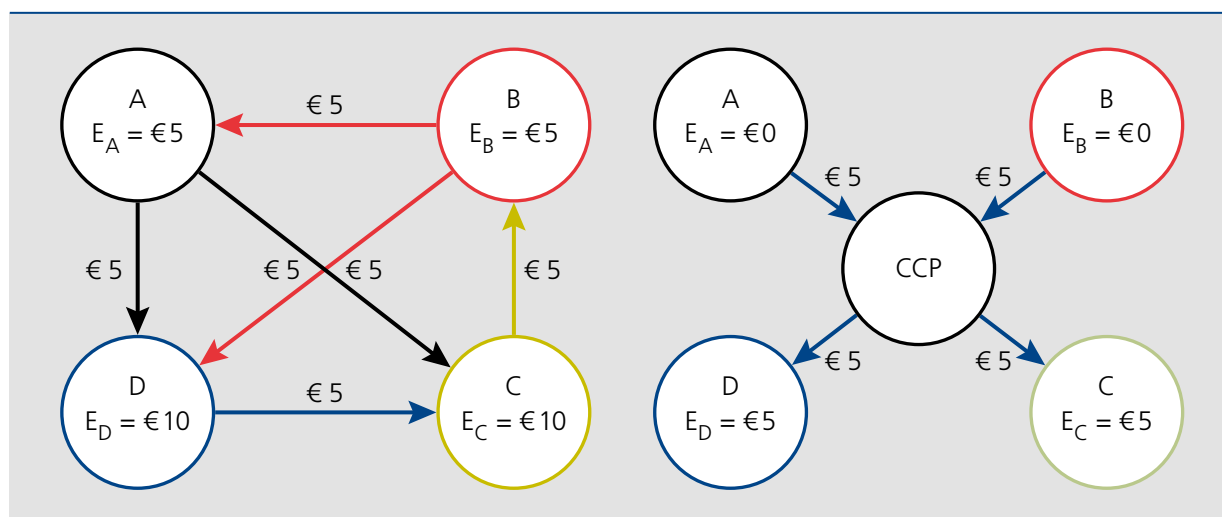 A
E_A = €5
€ 5
B
E_B = €5
€ 5
€ 5
€ 5
€ 5
D
E_D = €10
€ 5
C
E_C = €10
A
E_A = €0
€ 5
€ 5
B
E_B = €0
CCP
€ 5
€ 5
D
E_D = €5
C
E_C = €5